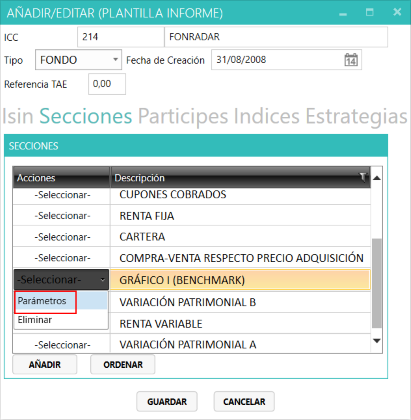 AÑADIR/EDITAR (PLANTILLA INFORME)
ICC 214 FONRADAR
Tipo FONDO Fecha de Creación 31/08/2008 14
Referencia TAE 0,00
Isin Secciones Participes Indices Estrategias
SECCIONES
Acciones Descripción
-Seleccionar- CUPONES COBRADOS
-Seleccionar- RENTA FIJA
-Seleccionar- CARTERA
-Seleccionar- COMPRA-VENTA RESPECTO PRECIO ADQUISICIÓN
-Seleccionar- GRÁFICO I (BENCHMARK)
Parámetros VARIACIÓN PATRIMONIAL B
Eliminar RENTA VARIABLE
-Seleccionar- VARIACIÓN PATRIMONIAL A
AÑADIR ORDENAR
GUARDAR CANCELAR